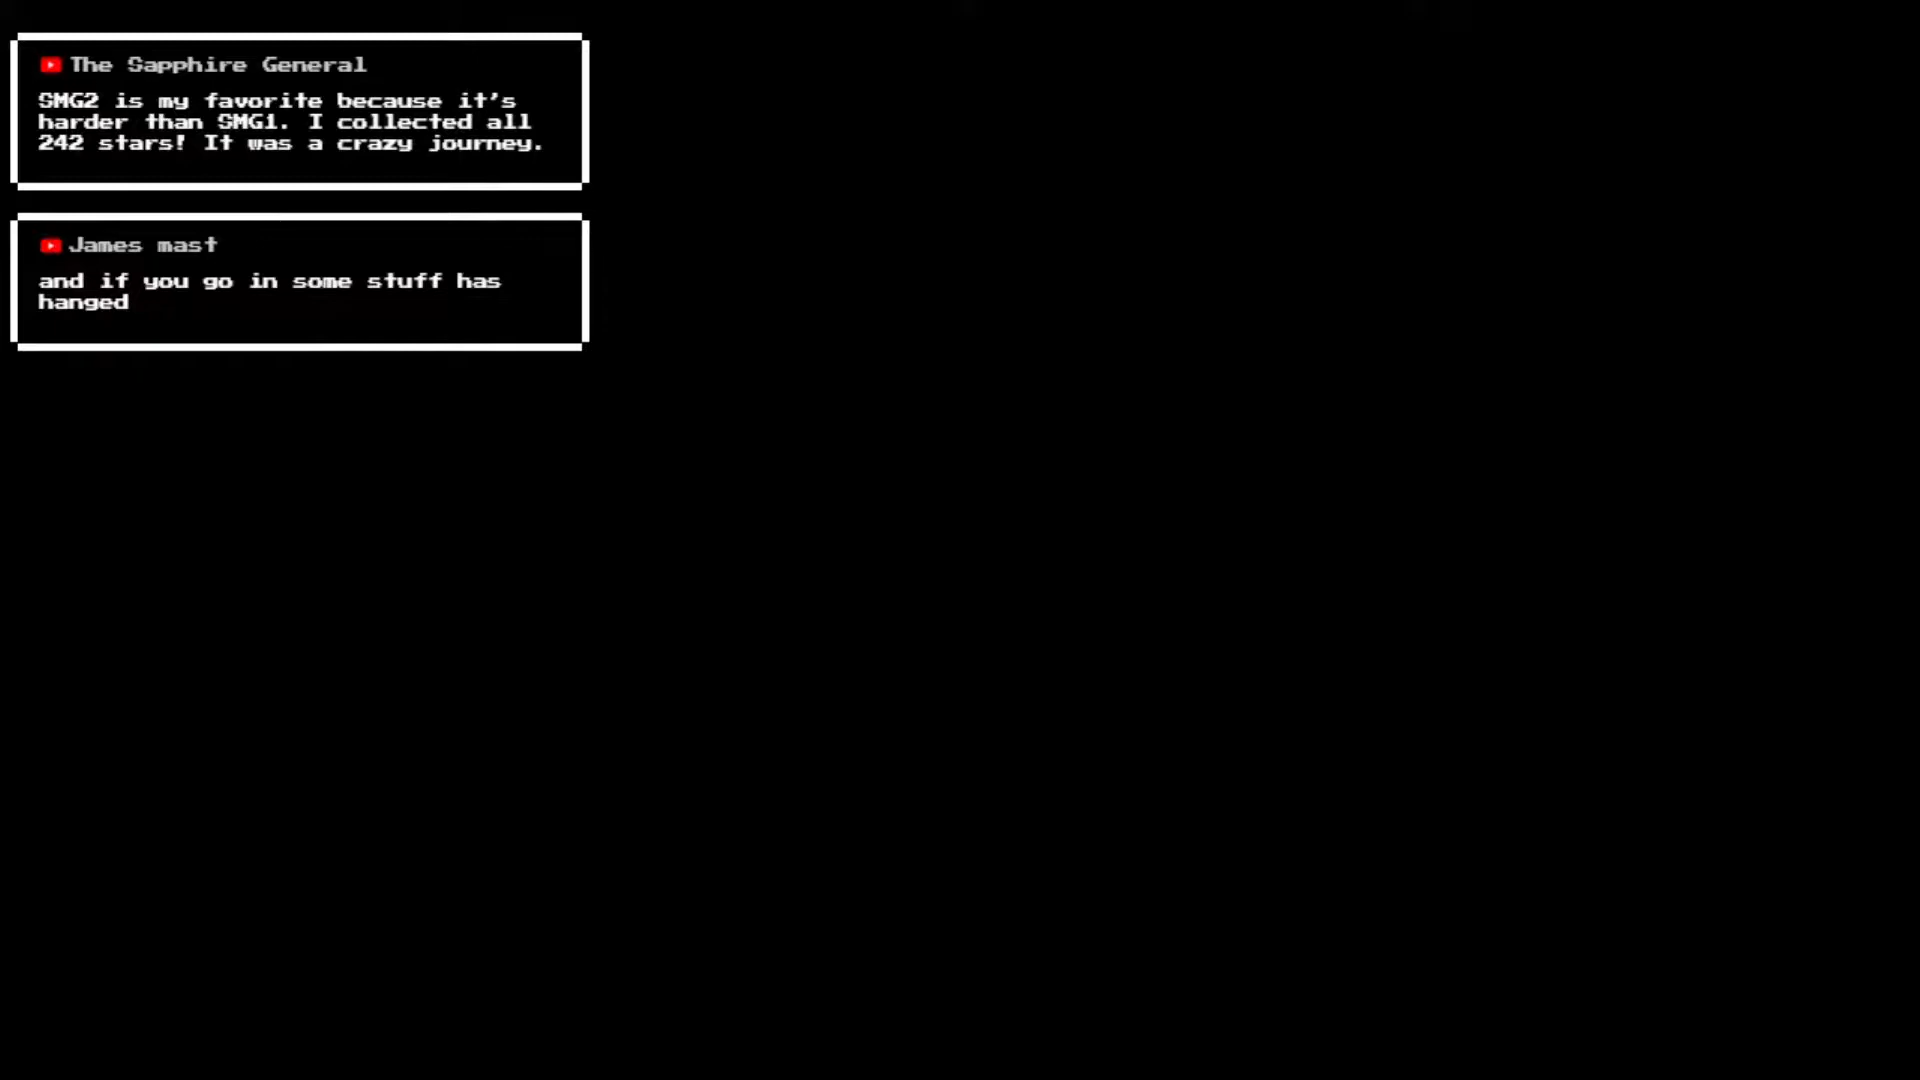 The Sapphire General
SMG2 is my favorite because it's
harder than SMG1. I collected all
242 stars! It was a crazy journey.
James mast
and if you go in some stuff has
hanged